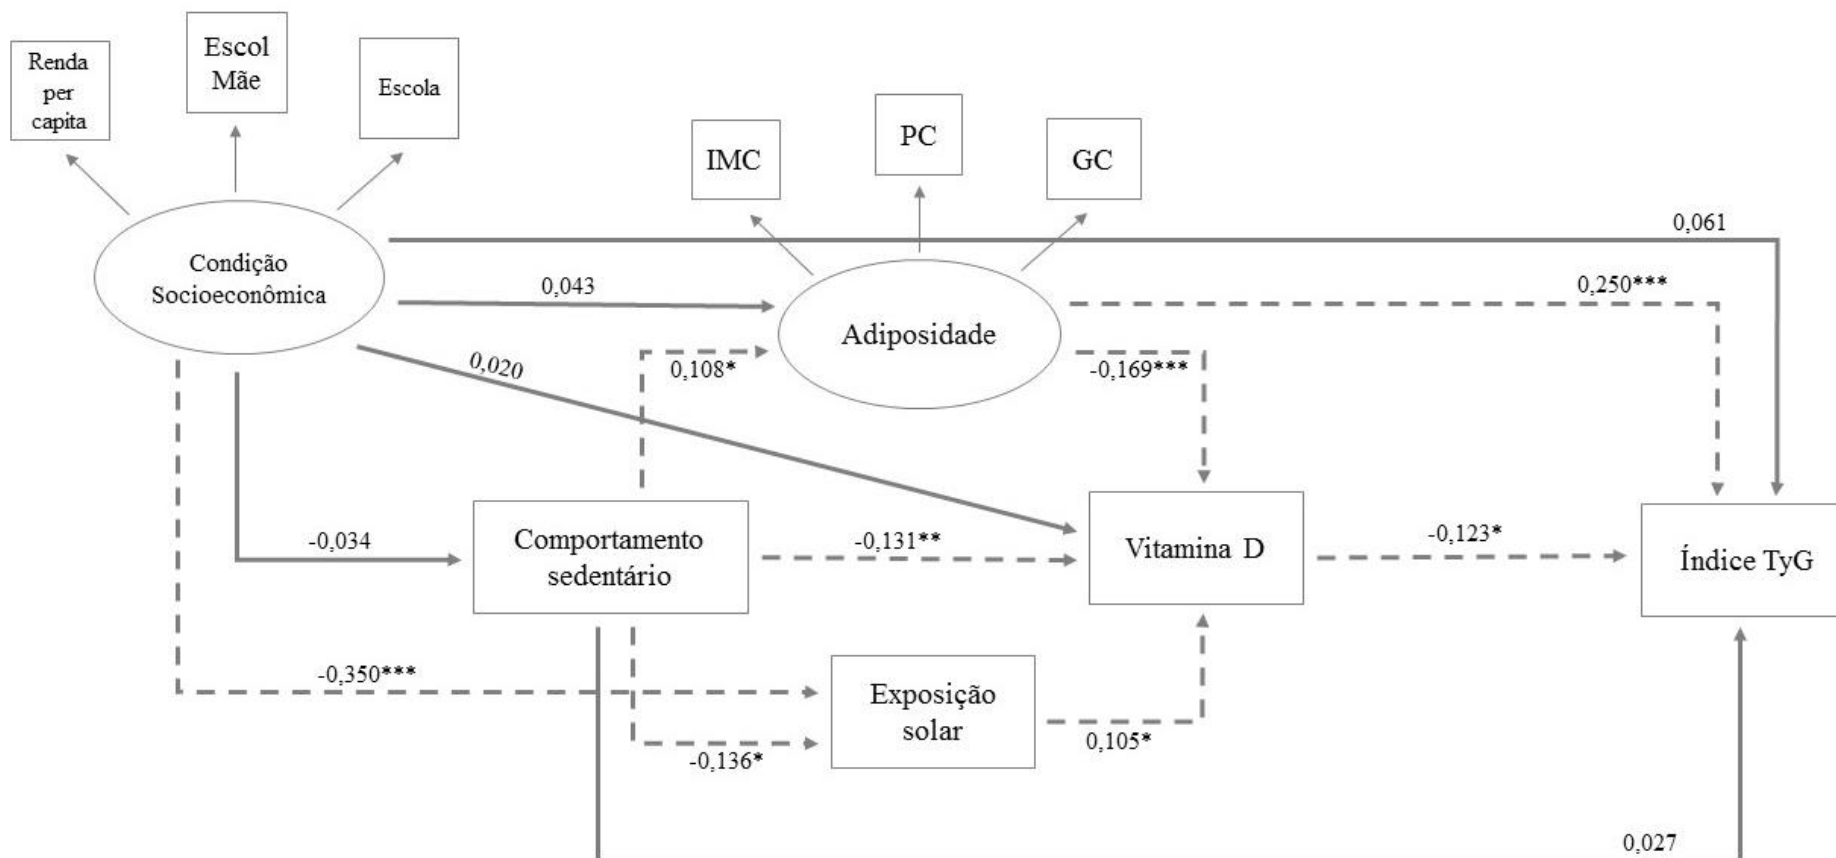 Renda
per
capita
Escol
Mãe
Escola
IMC
PC
GC
Condição
Socioeconômica
0,061
0,043
Adiposidade
0,250***
0,020
0,108*
-0,169***
-0,034
Comportamento
sedentário
-0,131**
Vitamina D
-0,123*
Índice TyG
-0,350***
Exposição
solar
-0,136*
0,105*
0,027